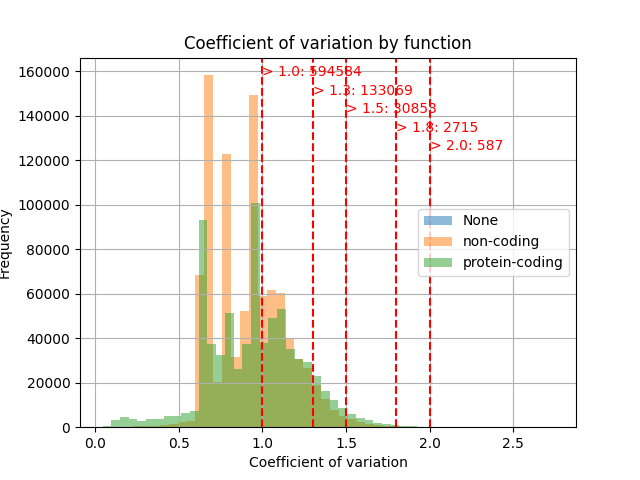 Coefficient of variation by function
160000
140000
120000
100000
80000
60000
40000
20000
0
Frequency
> 1.0: 594584
> 1.3: 133069
> 1.5: 30853
> 1.8: 2715
> 2.0: 587
None
non-coding
protein-coding
0.0
0.5
1.0
1.5
2.0
2.5
Coefficient of variation